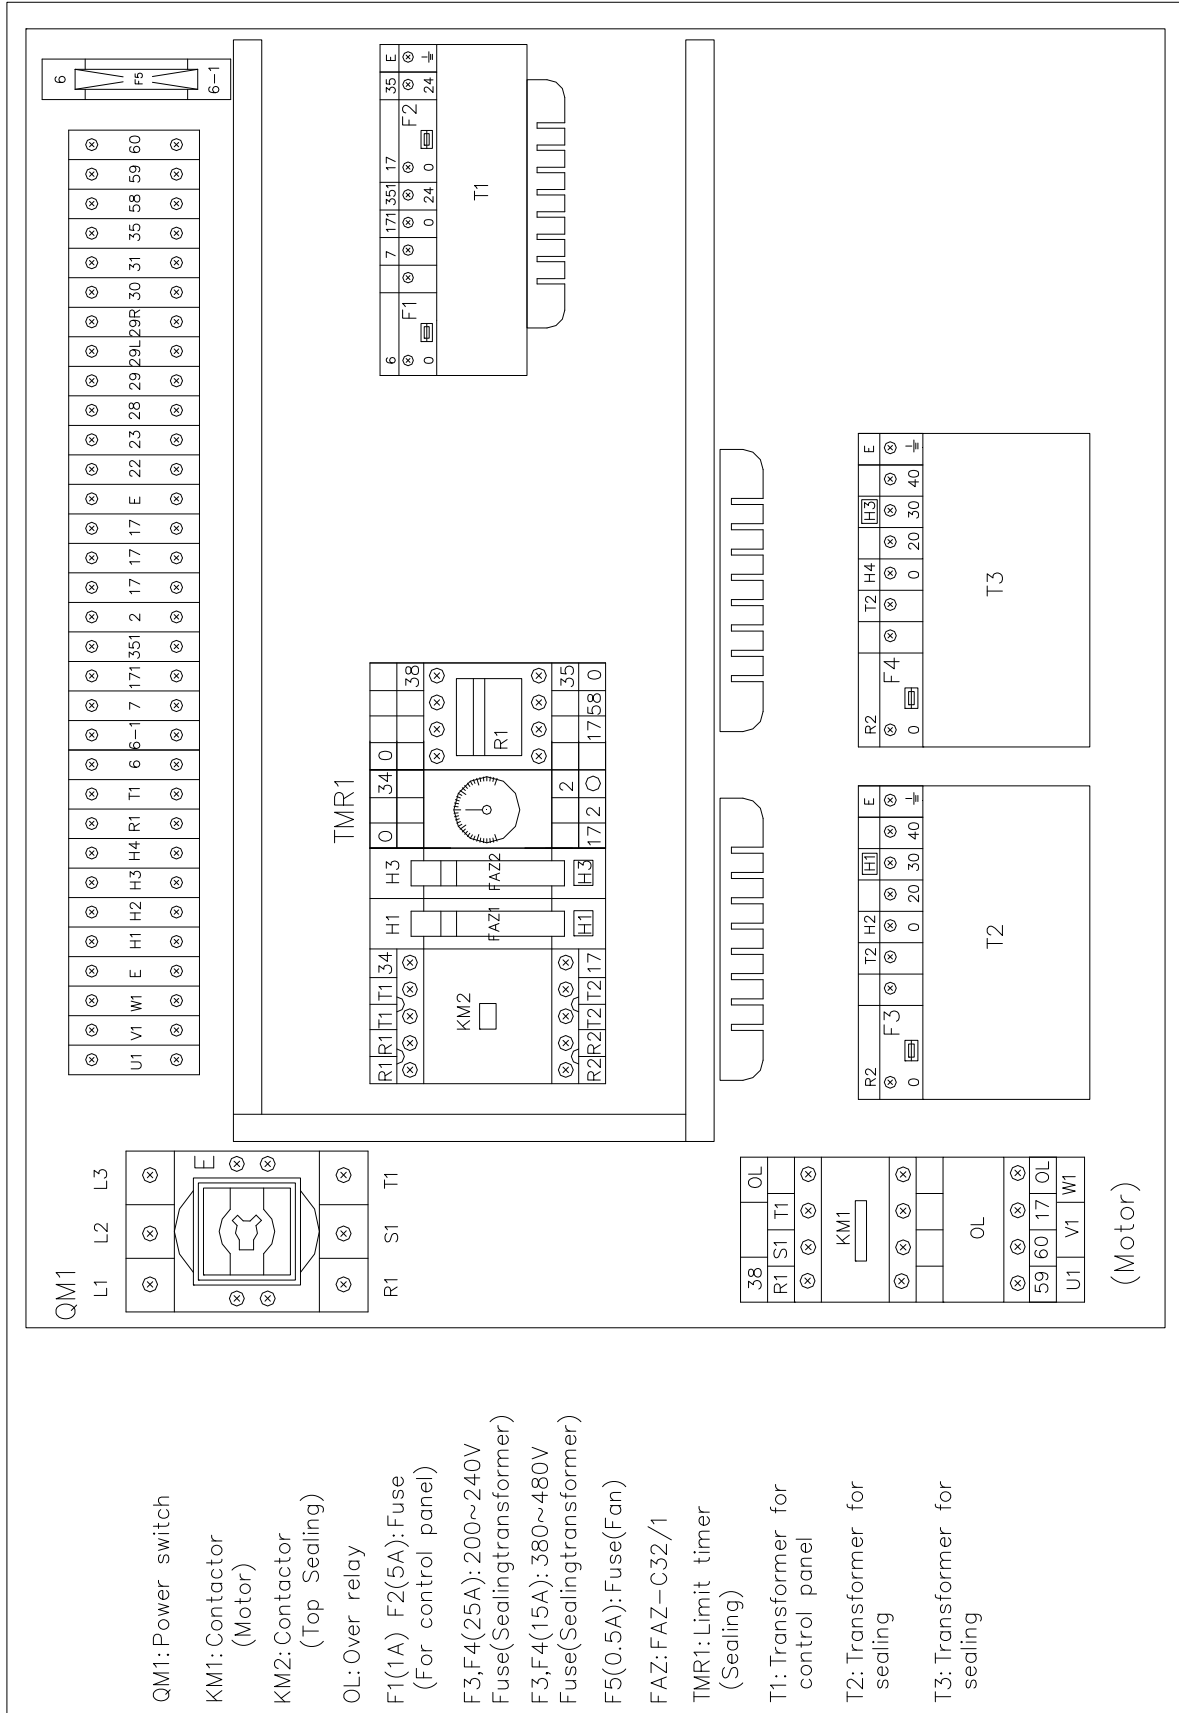 6 F5 6-1
U1 V1 W1 E H1 H2 H3 H4 R1 T1 6 6-1 7 171 351 2 17 17 17 E 22 23 28 29 29L 29R 30 31 35 58 59 60
6 7 171 351 17 35 E
F1 F2
0 0 24 0 24
T1
QM1
L1 L2 L3
E
R1 S1 T1
TMR1
R1 R1 T1 T1 34 H1 H3 0 34 0
38
KM2 FAZ1 FAZ2 R1
2 35
R2 R2 T2 T2 17 H1 H3 17 2 0 17 58 0
38 OL
R1 S1 T1
KM1
OL
59 60 17 OL
U1 V1 W1
(Motor)
R2 T2 H2 H1 E
F3
0 0 20 30 40
T2
R2 T2 H4 H3 E
F4
0 0 20 30 40
T3
QM1: Power switch
KM1: Contactor
(Motor)
KM2: Contactor
(Top Sealing)
OL: Over relay
F1(1A) F2(5A): Fuse
(For control panel)
F3,F4(25A): 200~240V
Fuse(Sealingtransformer)
F3,F4(15A): 380~480V
Fuse(Sealingtransformer)
F5(0.5A): Fuse(Fan)
FAZ: FAZ-C32/1
TMR1: Limit timer
(Sealing)
T1: Transformer for
control panel
T2: Transformer for
sealing
T3: Transformer for
sealing